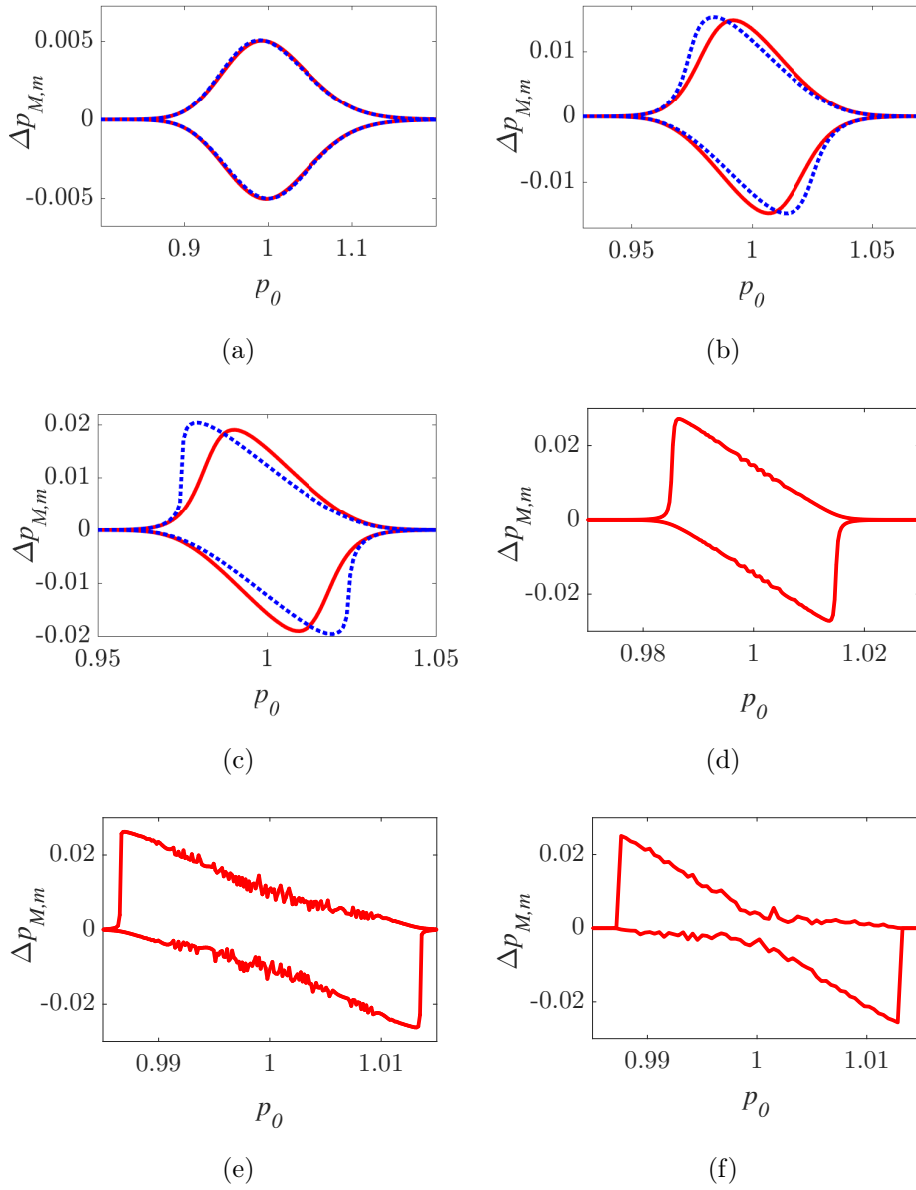 0.005
0
-0.005
Δp_{M,m}
0.9
1
1.1
p_0
(a)
0.01
0
-0.01
Δp_{M,m}
0.95
1
1.05
p_0
(b)
0.02
0.01
0
-0.01
-0.02
Δp_{M,m}
0.95
1
1.05
p_0
(c)
0.02
0
-0.02
Δp_{M,m}
0.98
1
1.02
p_0
(d)
0.02
0
-0.02
Δp_{M,m}
0.99
1
1.01
p_0
(e)
0.02
0
-0.02
Δp_{M,m}
0.99
1
1.01
p_0
(f)